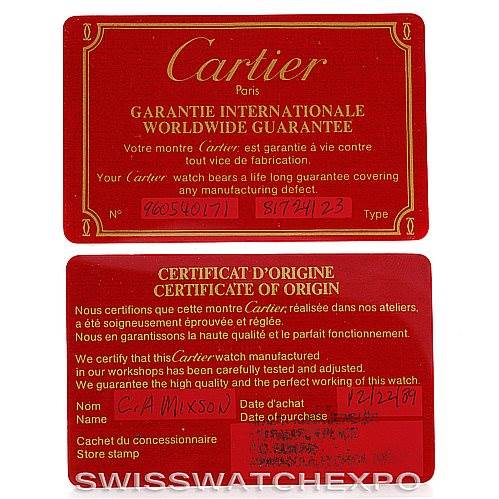 Cartier
Paris
GARANTIE INTERNATIONALE
WORLDWIDE GUARANTEE
Votre montre Cartier est garantie à vie contre
tout vice de fabrication.
Your Cartier watch bears a life long guarantee covering
any manufacturing defect.
N° 960540171 81724123 Type
CERTIFICAT D'ORIGINE
CERTIFICATE OF ORIGIN
Nous certifions que cette montre Cartier, réalisée dans nos ateliers,
a été soigneusement éprouvée et réglée.
Nous en garantissons la haute qualité et le parfait fonctionnement.
We certify that this Cartier watch manufactured
in our workshops has been carefully tested and adjusted.
We guarantee the high quality and the perfect working of this watch.
Nom Date d'achat
Name C.A MIXSON Date of purchase 12/22/89
Cachet du concessionnaire
Store stamp
SWISSWATCHEXPO